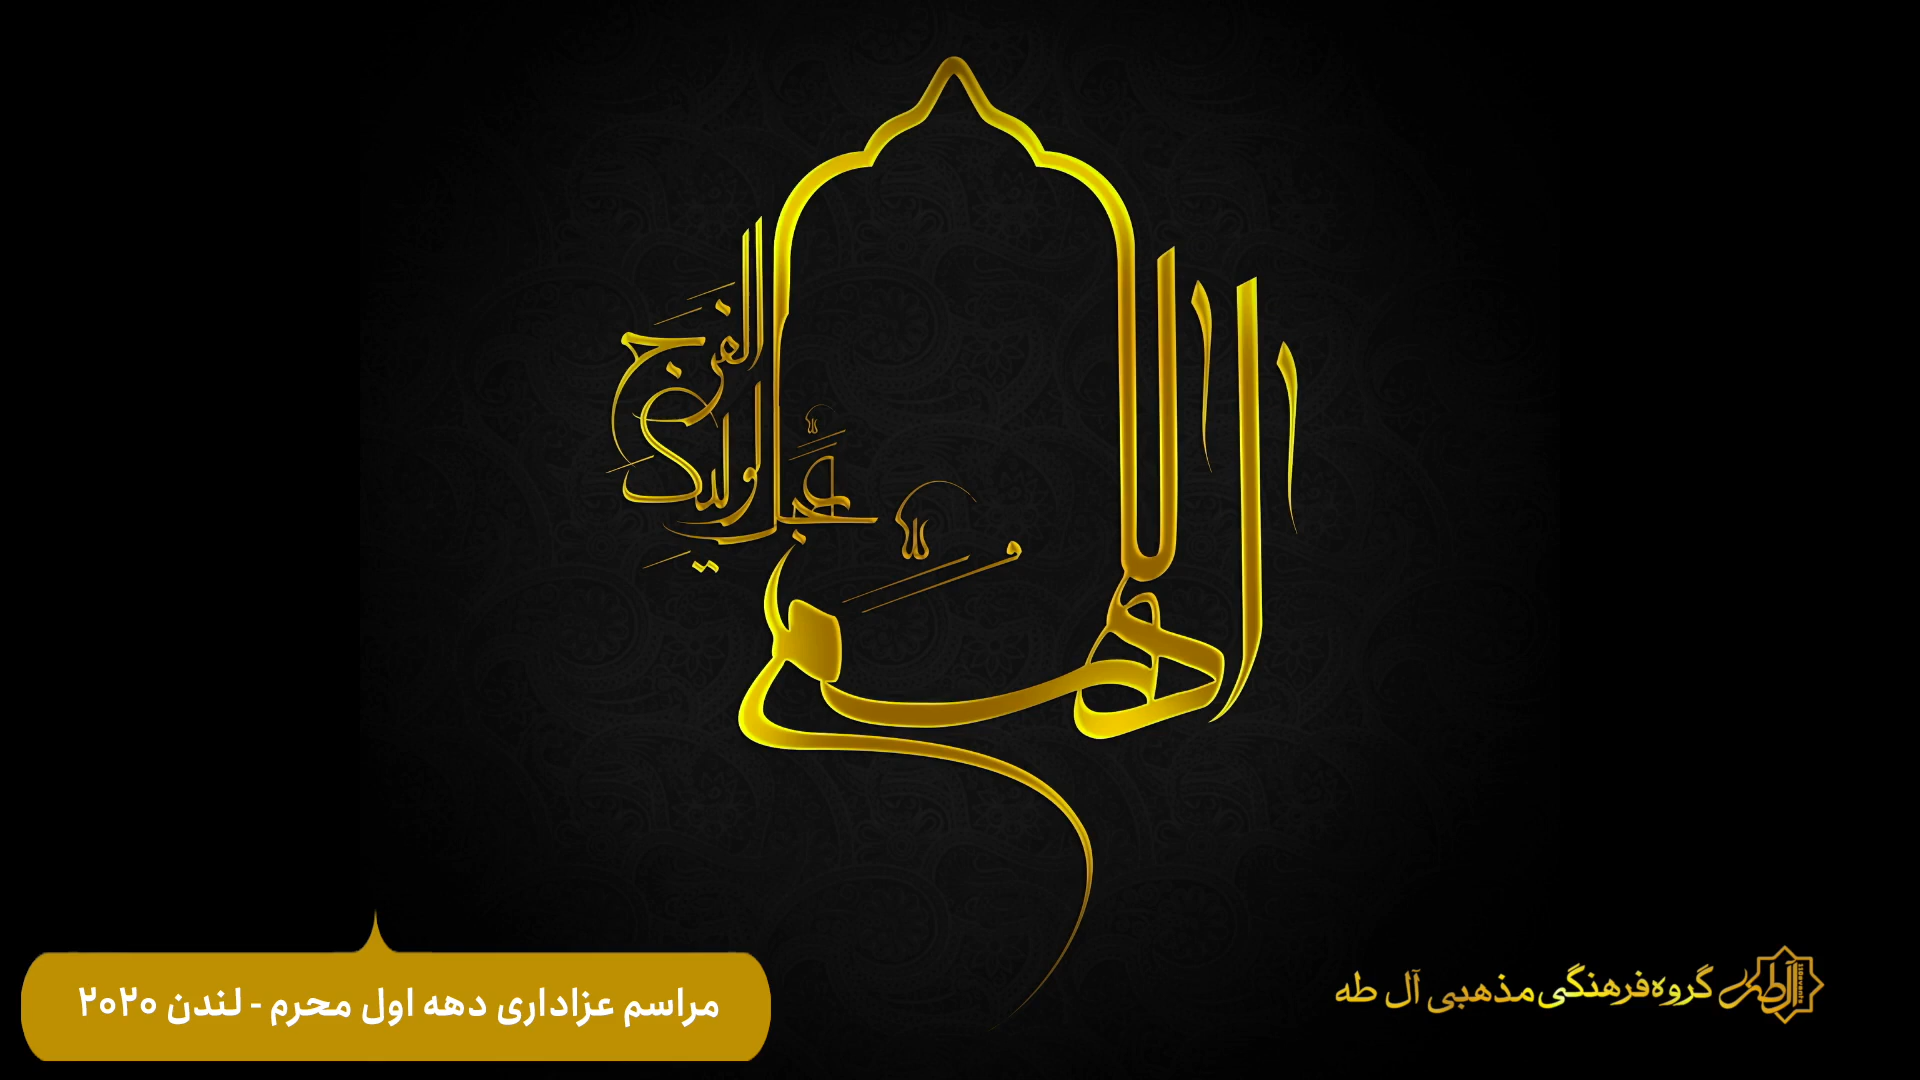 اللهم عجل لولیک الفرج
گروه فرهنگی مذهبی آل طه
مراسم عزاداری دهه اول محرم - لندن ۲۰۲۰